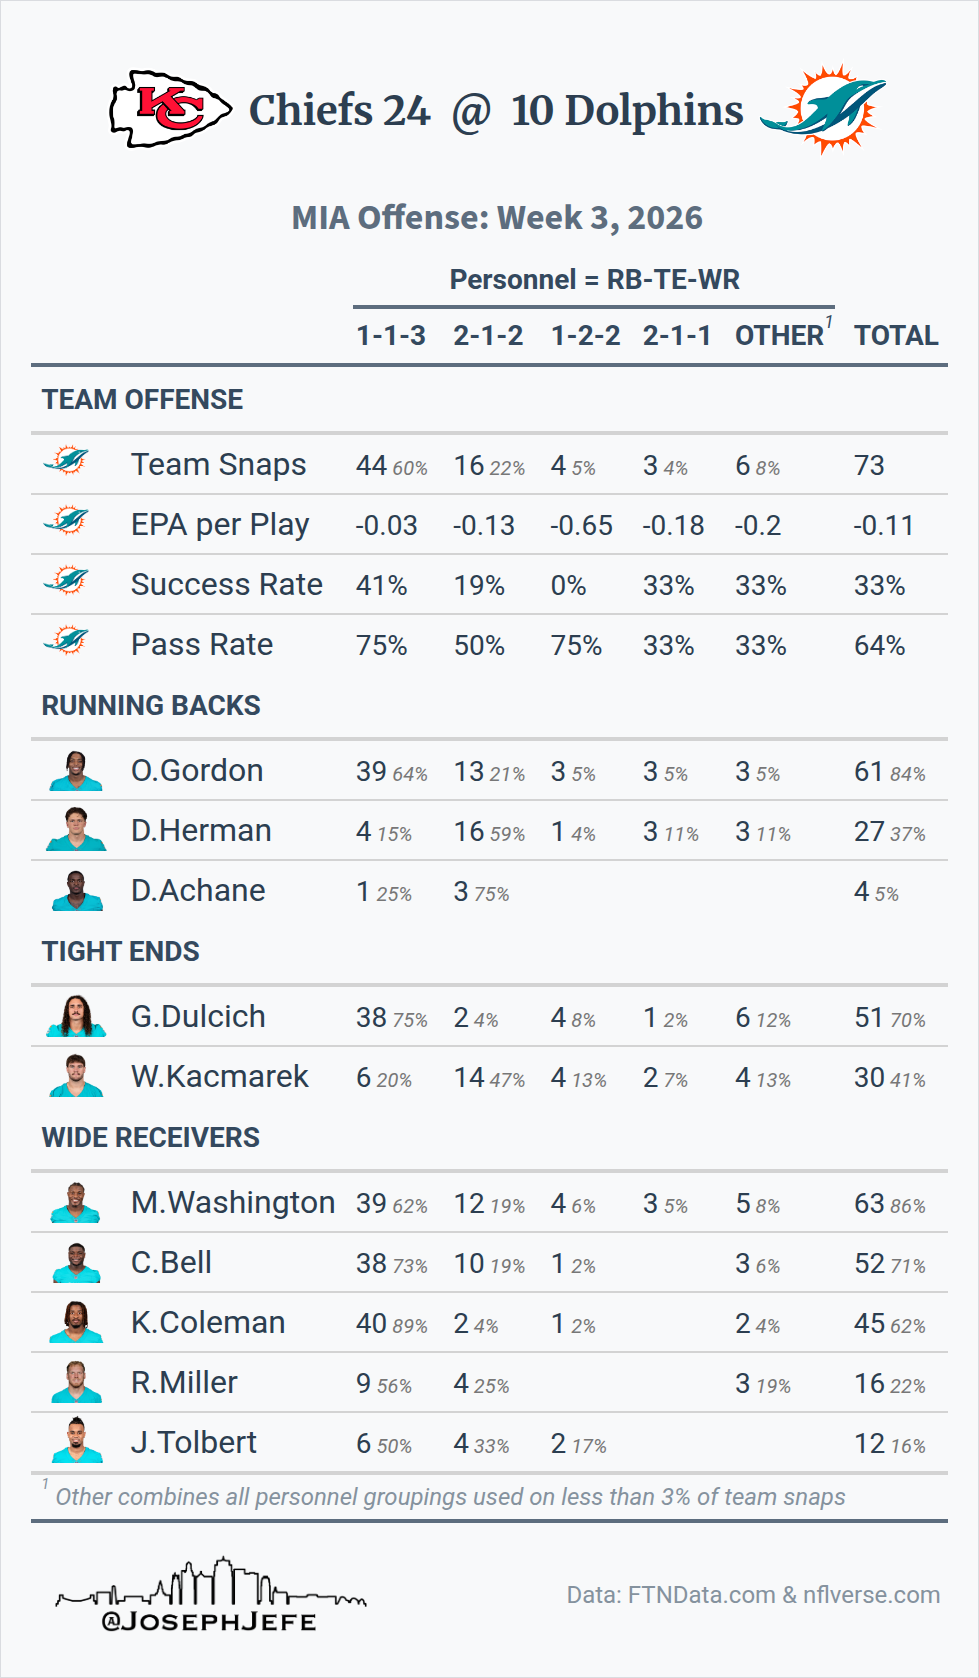 KC Chiefs 24 @ 10 Dolphins
MIA Offense: Week 3, 2026
Personnel = RB-TE-WR
1-1-3 2-1-2 1-2-2 2-1-1 OTHER1 TOTAL
TEAM OFFENSE
Team Snaps 44 60% 16 22% 4 5% 3 4% 6 8% 73
EPA per Play -0.03 -0.13 -0.65 -0.18 -0.2 -0.11
Success Rate 41% 19% 0% 33% 33% 33%
Pass Rate 75% 50% 75% 33% 33% 64%
RUNNING BACKS
O.Gordon 39 64% 13 21% 3 5% 3 5% 3 5% 61 84%
D.Herman 4 15% 16 59% 1 4% 3 11% 3 11% 27 37%
D.Achane 1 25% 3 75% 4 5%
TIGHT ENDS
G.Dulcich 38 75% 2 4% 4 8% 1 2% 6 12% 51 70%
W.Kacmarek 6 20% 14 47% 4 13% 2 7% 4 13% 30 41%
WIDE RECEIVERS
M.Washington 39 62% 12 19% 4 6% 3 5% 5 8% 63 86%
C.Bell 38 73% 10 19% 1 2% 3 6% 52 71%
K.Coleman 40 89% 2 4% 1 2% 2 4% 45 62%
R.Miller 9 56% 4 25% 3 19% 16 22%
J.Tolbert 6 50% 4 33% 2 17% 12 16%
1 Other combines all personnel groupings used on less than 3% of team snaps
@JosephJefe
Data: FTNData.com & nflverse.com